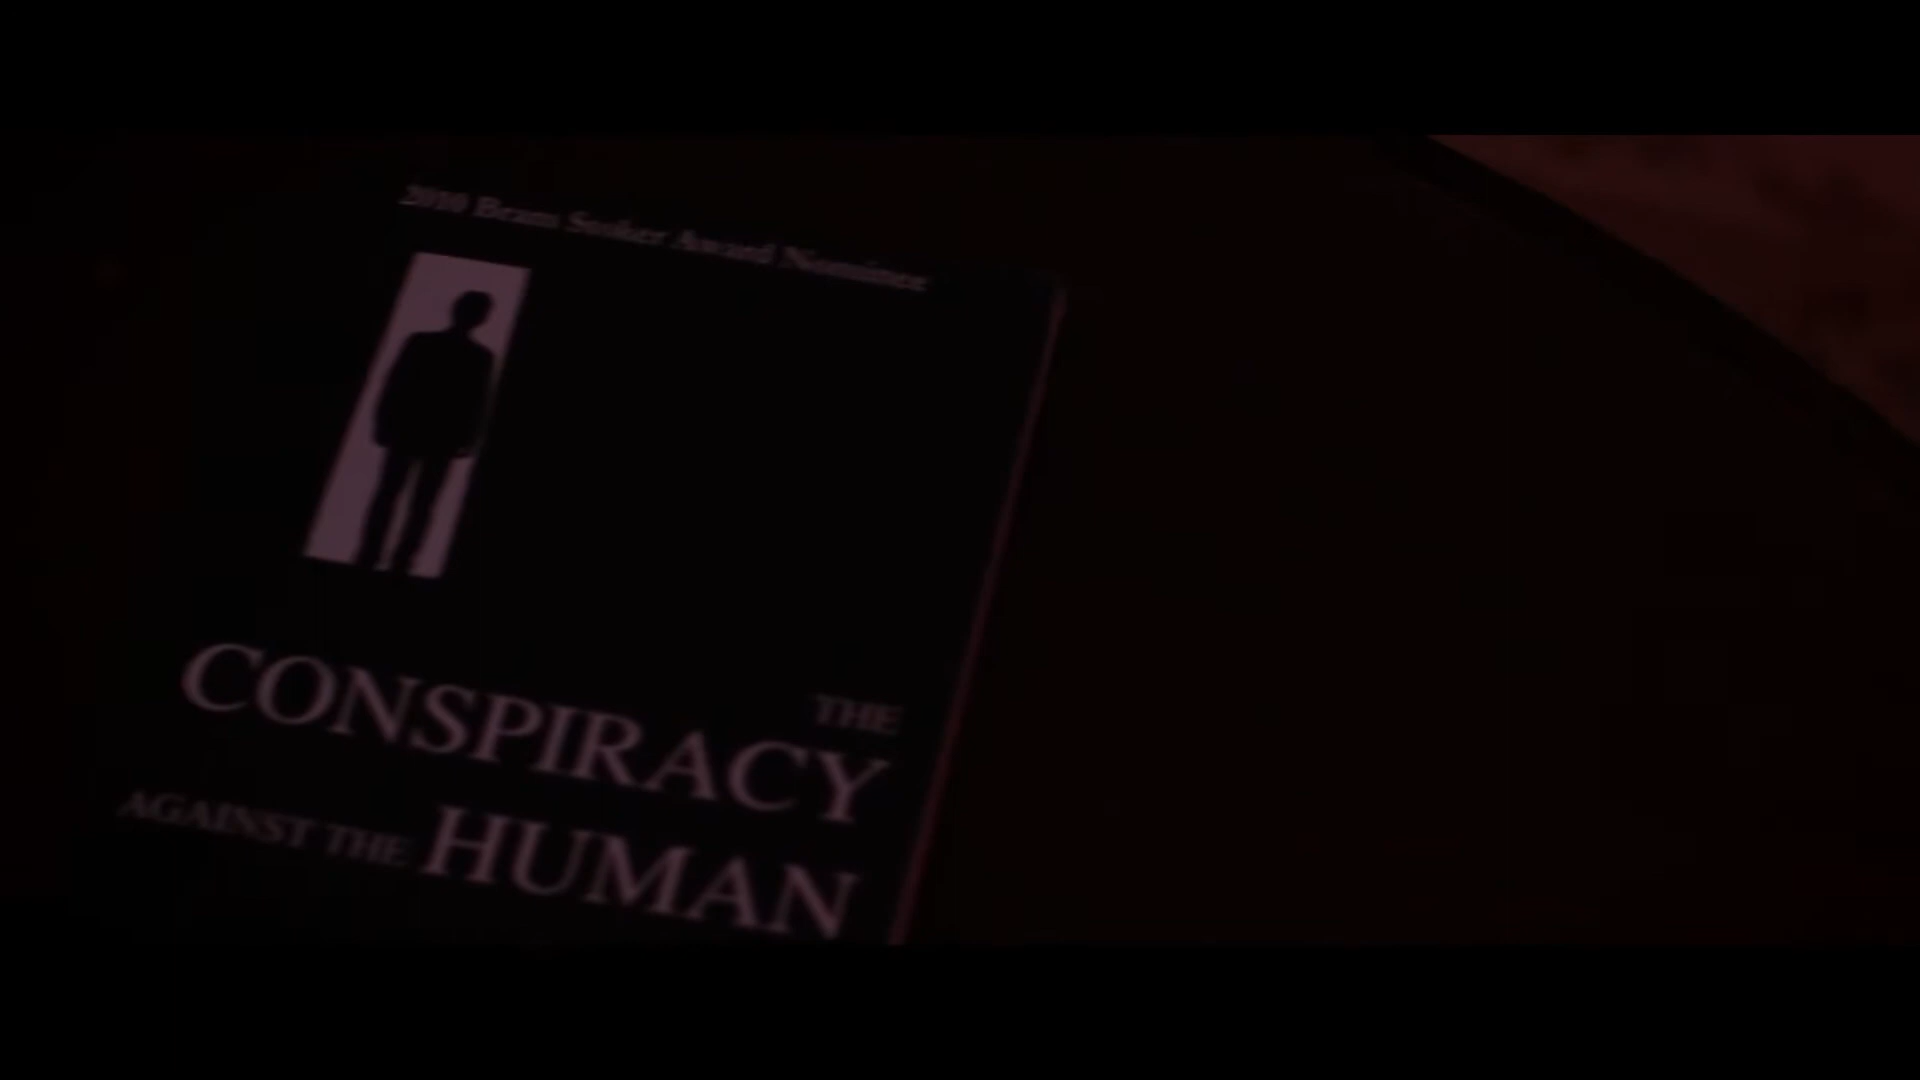 2010 Bram Stoker Award Nominee
THE
CONSPIRACY
AGAINST THE HUMAN